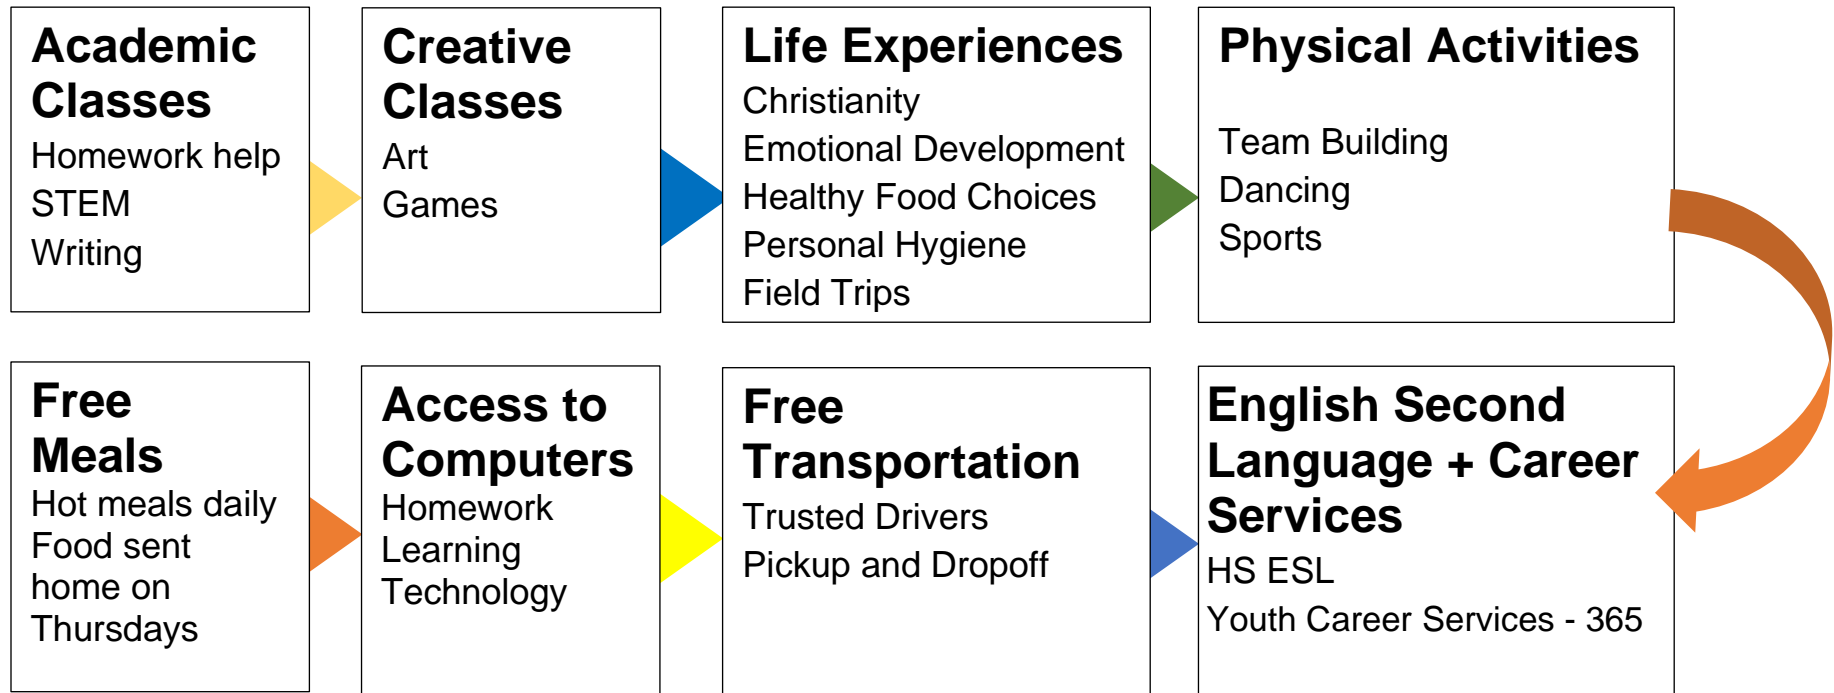 Academic
Classes
Homework help
STEM
Writing
Creative
Classes
Art
Games
Life Experiences
Christianity
Emotional Development
Healthy Food Choices
Personal Hygiene
Field Trips
Physical Activities
Team Building
Dancing
Sports
Free
Meals
Hot meals daily
Food sent
home on
Thursdays
Access to
Computers
Homework
Learning
Technology
Free
Transportation
Trusted Drivers
Pickup and Dropoff
English Second
Language + Career
Services
HS ESL
Youth Career Services - 365